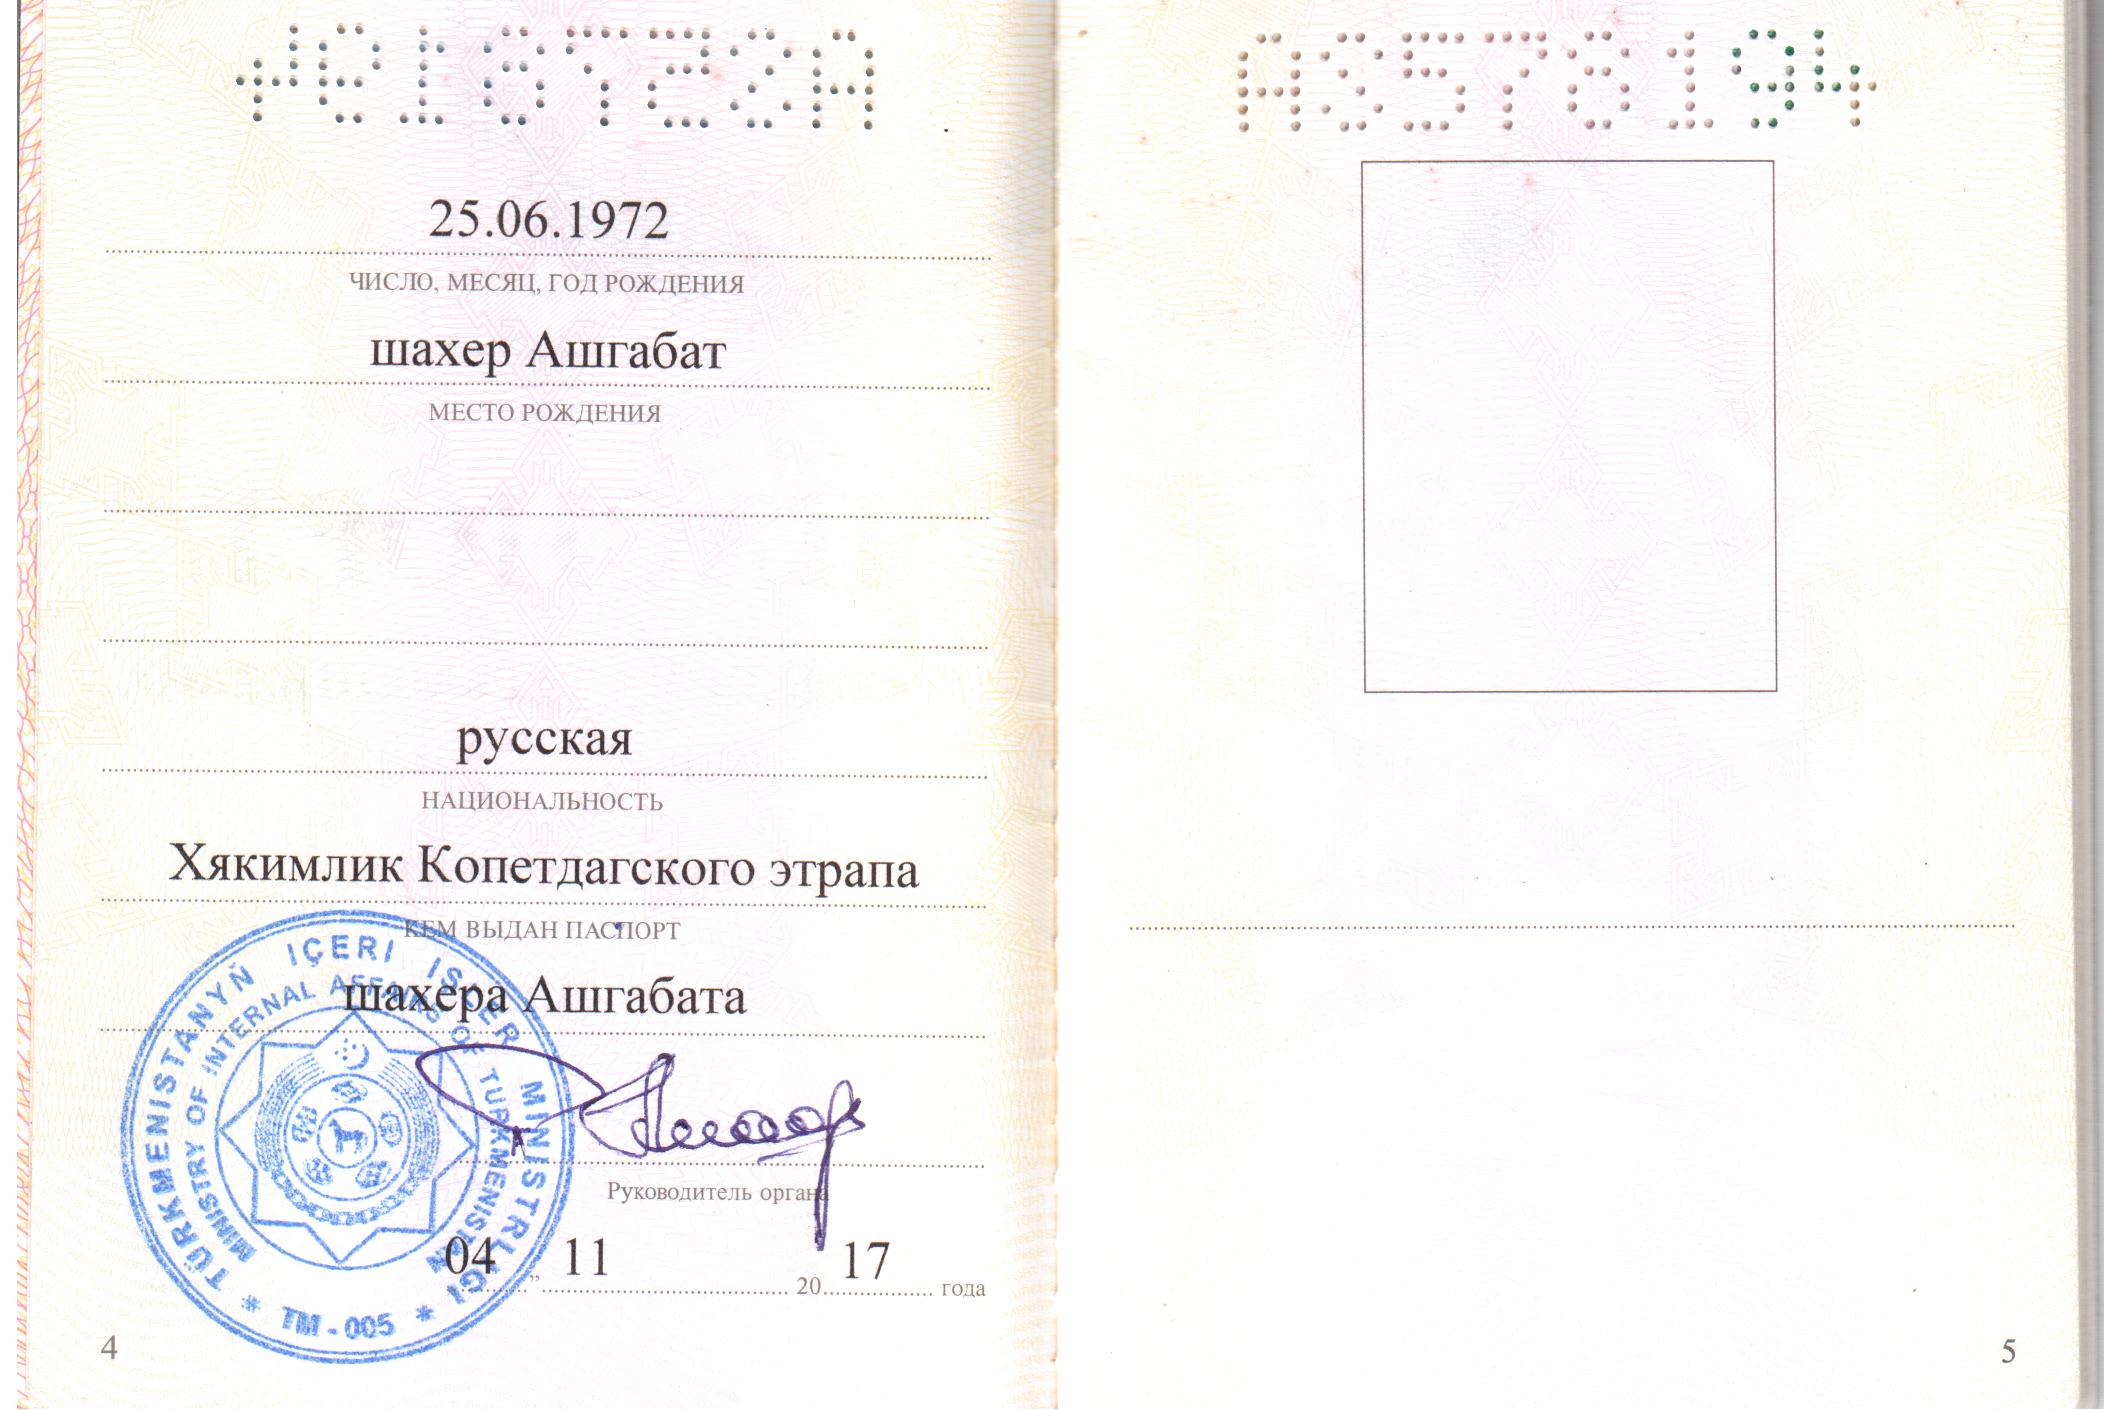 25.06.1972
ЧИСЛО, МЕСЯЦ, ГОД РОЖДЕНИЯ
шахер Ашгабат
МЕСТО РОЖДЕНИЯ
русская
НАЦИОНАЛЬНОСТЬ
Хякимлик Копетдагского этрапа
КЕМ ВЫДАН ПАСПОРТ
шахера Ашгабата
TÜRKMENISTANYŇ IÇERI IŞLER MINISTRLIGI
MINISTRY OF INTERNAL AFFAIRS OF TURKMENISTAN
* TM - 005 *
Руководитель органа
04 " 11 2017 года
4
5